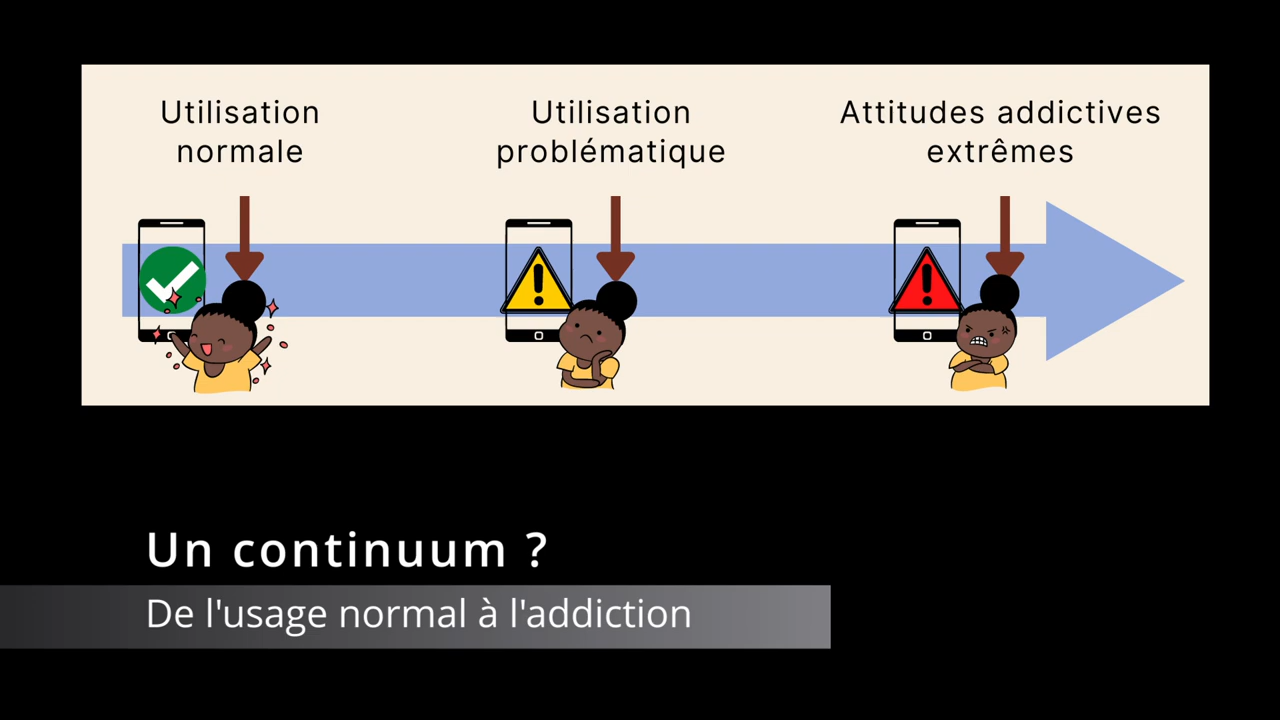 Utilisation
normale
Utilisation
problématique
Attitudes addictives
extrêmes
Un continuum ?
De l'usage normal à l'addiction